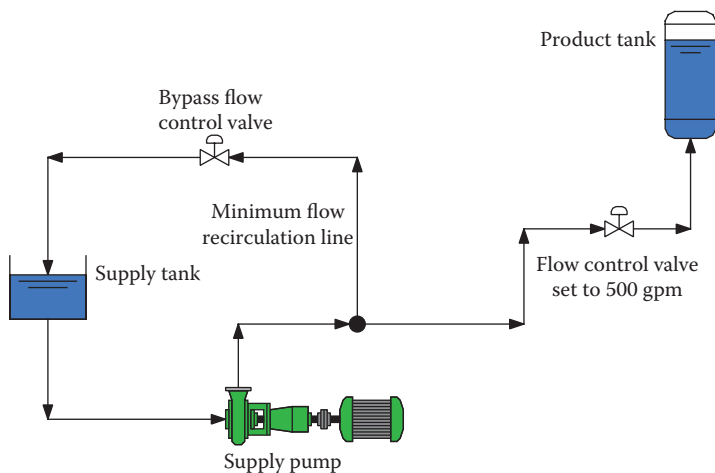 Product tank
Bypass flow
control valve
Minimum flow
recirculation line
Supply tank
Flow control valve
set to 500 gpm
Supply pump